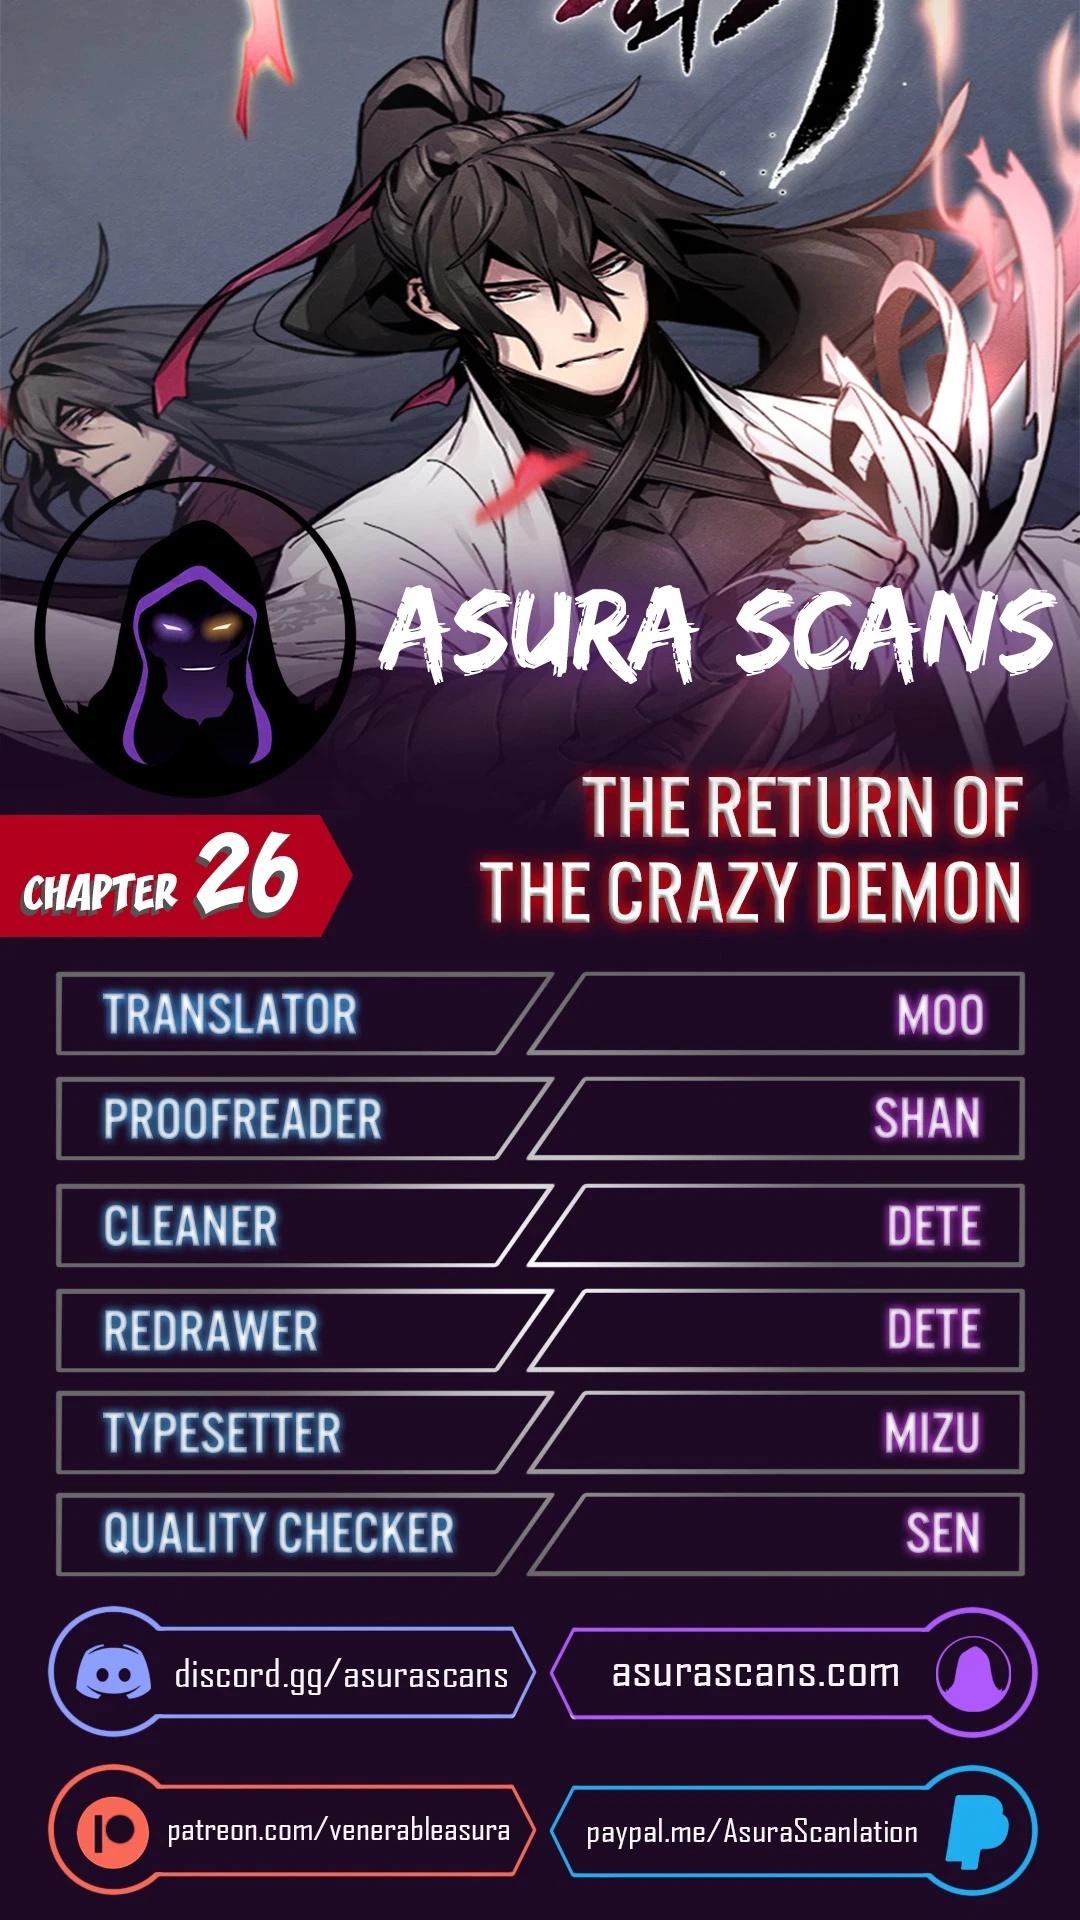 ASURA SCANS
THE RETURN OF
THE CRAZY DEMON
CHAPTER 26
TRANSLATOR MOO
PROOFREADER SHAN
CLEANER DETE
REDRAWER DETE
TYPESETTER MIZU
QUALITY CHECKER SEN
discord.gg/asurascans asurascans.com
patreon.com/venerableasura paypal.me/AsuraScanlation